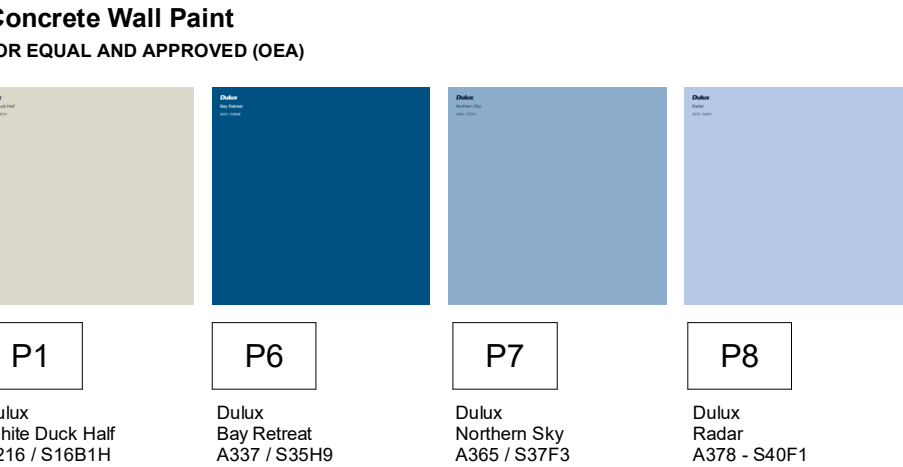 Concrete Wall Paint
OR EQUAL AND APPROVED (OEA)
Dulux
Bay Retreat
Dulux
Northern Sky
Dulux
Radar
P1
P6
P7
P8
ulux
hite Duck Half
216 / S16B1H
Dulux
Bay Retreat
A337 / S35H9
Dulux
Northern Sky
A365 / S37F3
Dulux
Radar
A378 - S40F1